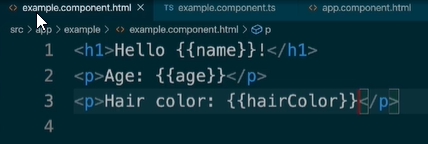 example.component.html × TS example.component.ts <> app.component.html
src > app > example > <> example.component.html > p
1 <h1>Hello {{name}}!</h1>
2 <p>Age: {{age}}</p>
3 <p>Hair color: {{hairColor}}</p>
4